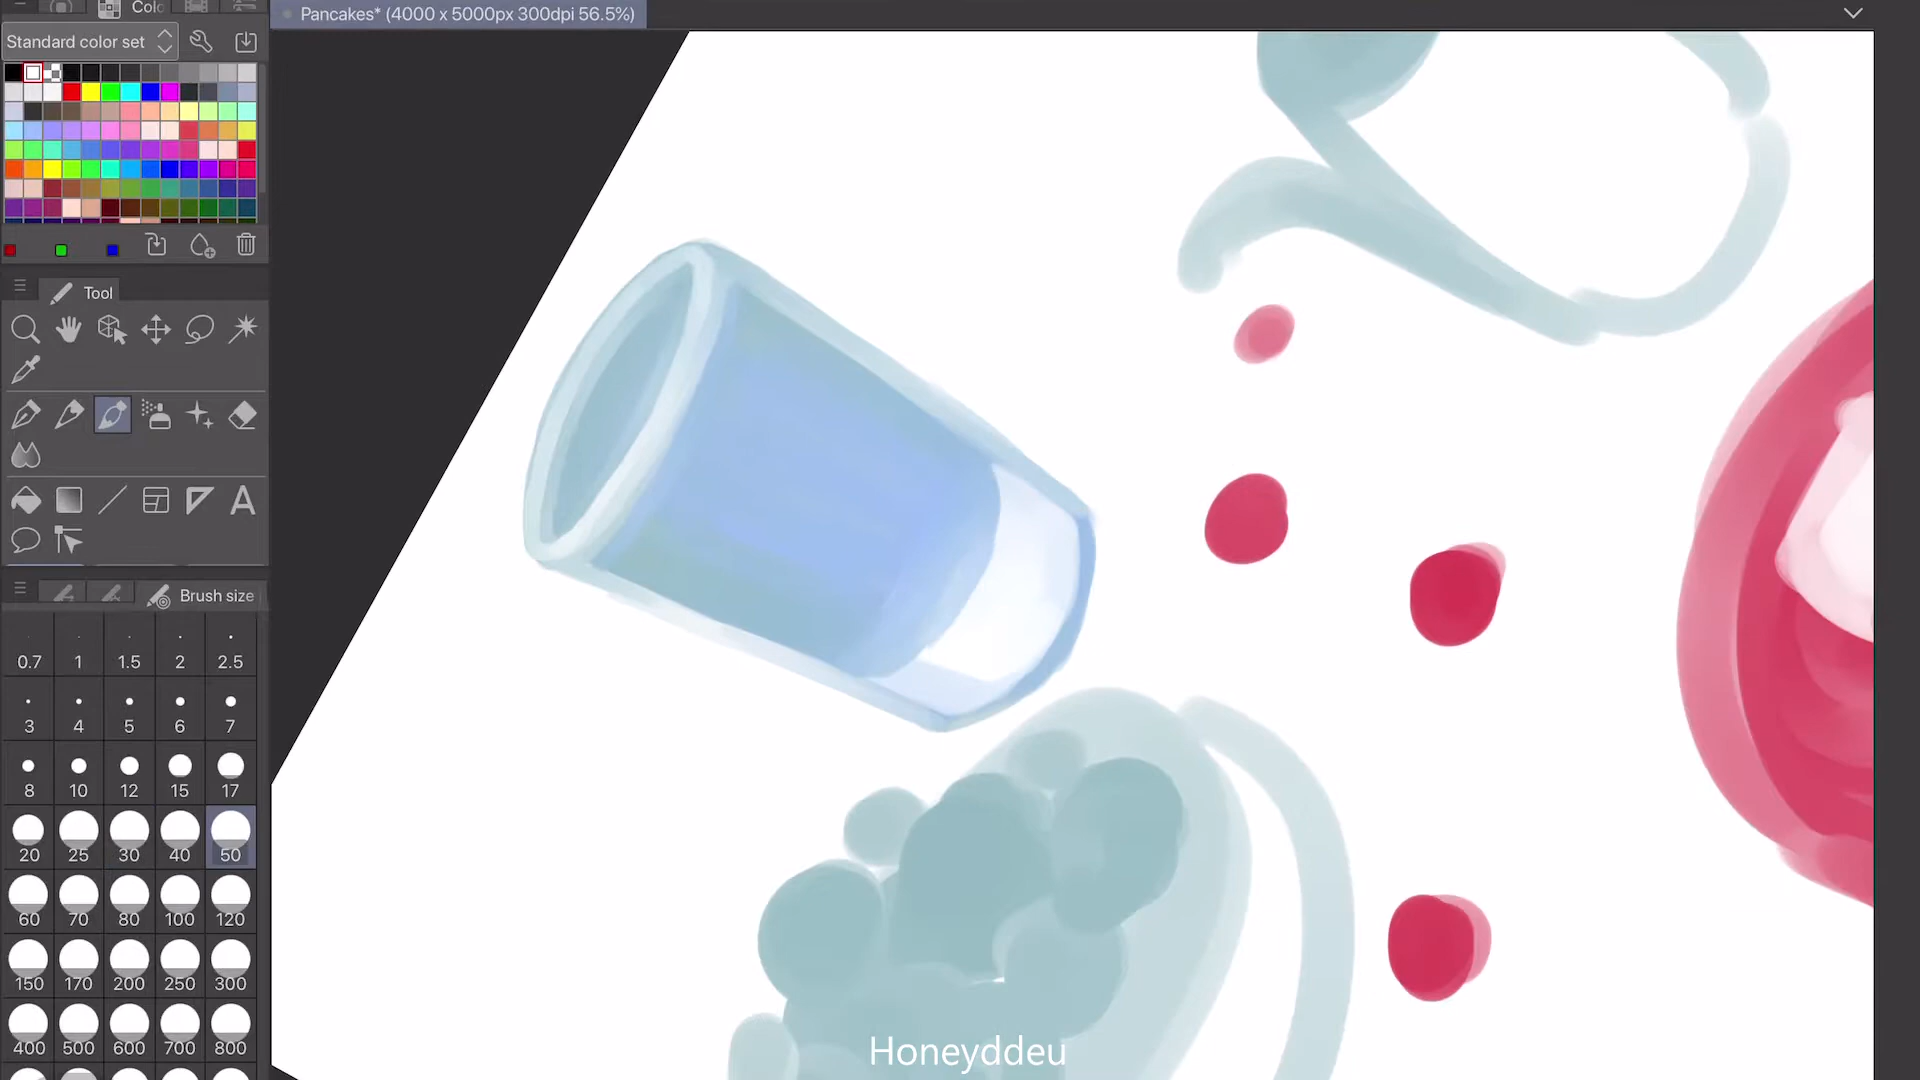 Colc
Pancakes* (4000 x 5000px 300dpi 56.5%)
Standard color set
Tool
Brush size
0.7 1 1.5 2 2.5
3 4 5 6 7
8 10 12 15 17
20 25 30 40 50
60 70 80 100 120
150 170 200 250 300
400 500 600 700 800
Honeyddeu